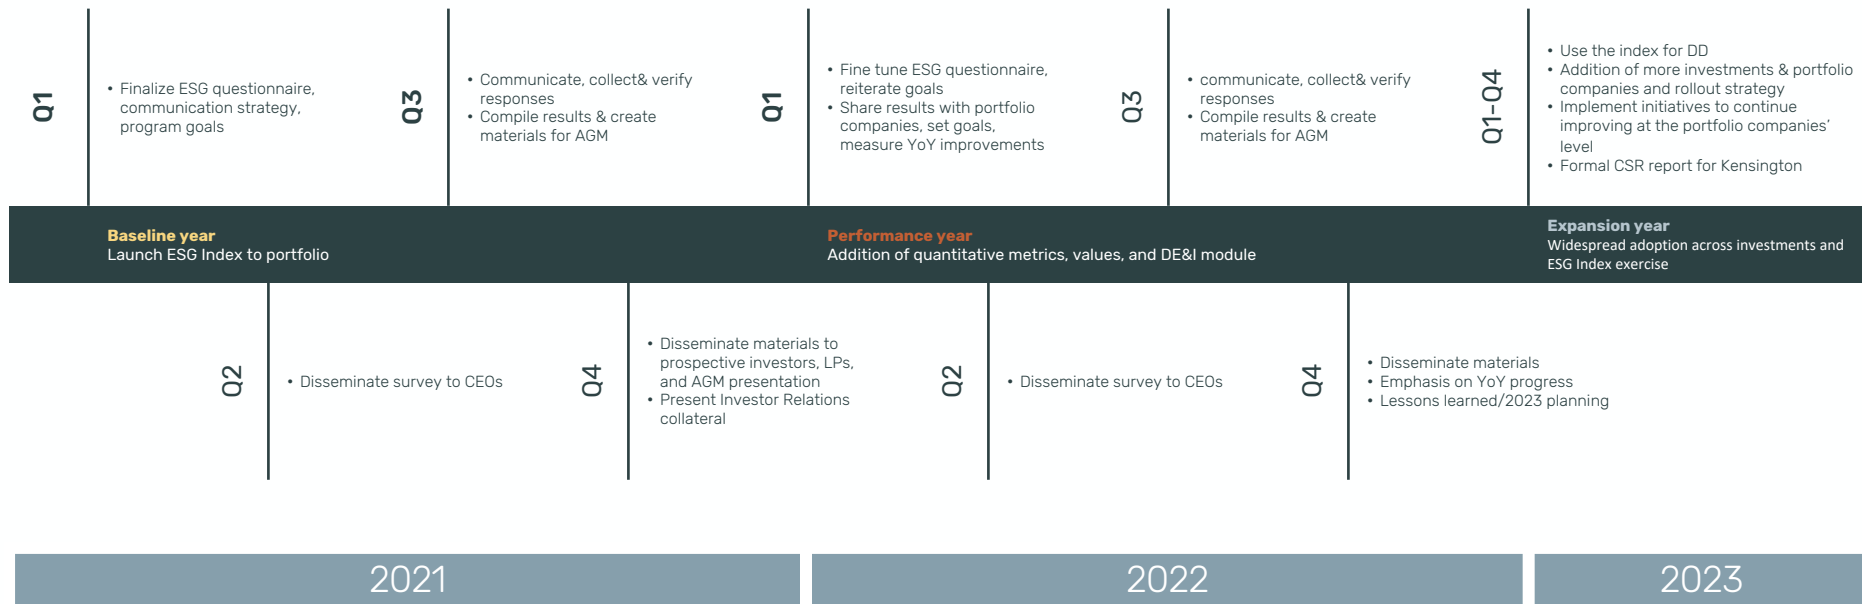 Q1
• Finalize ESG questionnaire,
communication strategy,
program goals
Q3
• Communicate, collect& verify
responses
• Compile results & create
materials for AGM
Q1
• Fine tune ESG questionnaire,
reiterate goals
• Share results with portfolio
companies, set goals,
measure YoY improvements
Q3
• communicate, collect& verify
responses
• Compile results & create
materials for AGM
Q1-Q4
• Use the index for DD
• Addition of more investments & portfolio
companies and rollout strategy
• Implement initiatives to continue
improving at the portfolio companies’
level
• Formal CSR report for Kensington
Baseline year
Launch ESG Index to portfolio
Performance year
Addition of quantitative metrics, values, and DE&I module
Expansion year
Widespread adoption across investments and
ESG Index exercise
Q2
• Disseminate survey to CEOs
Q4
• Disseminate materials to
prospective investors, LPs,
and AGM presentation
• Present Investor Relations
collateral
Q2
• Disseminate survey to CEOs
Q4
• Disseminate materials
• Emphasis on YoY progress
• Lessons learned/2023 planning
2021
2022
2023